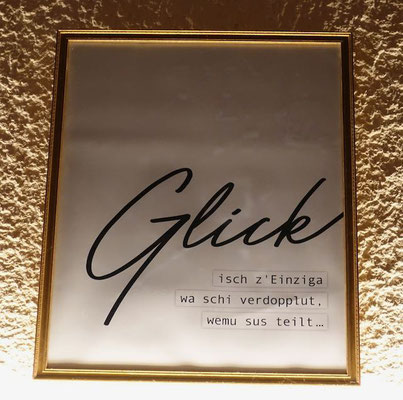 Glick
isch z'Einziga
wa schi verdopplut,
wemu sus teilt...